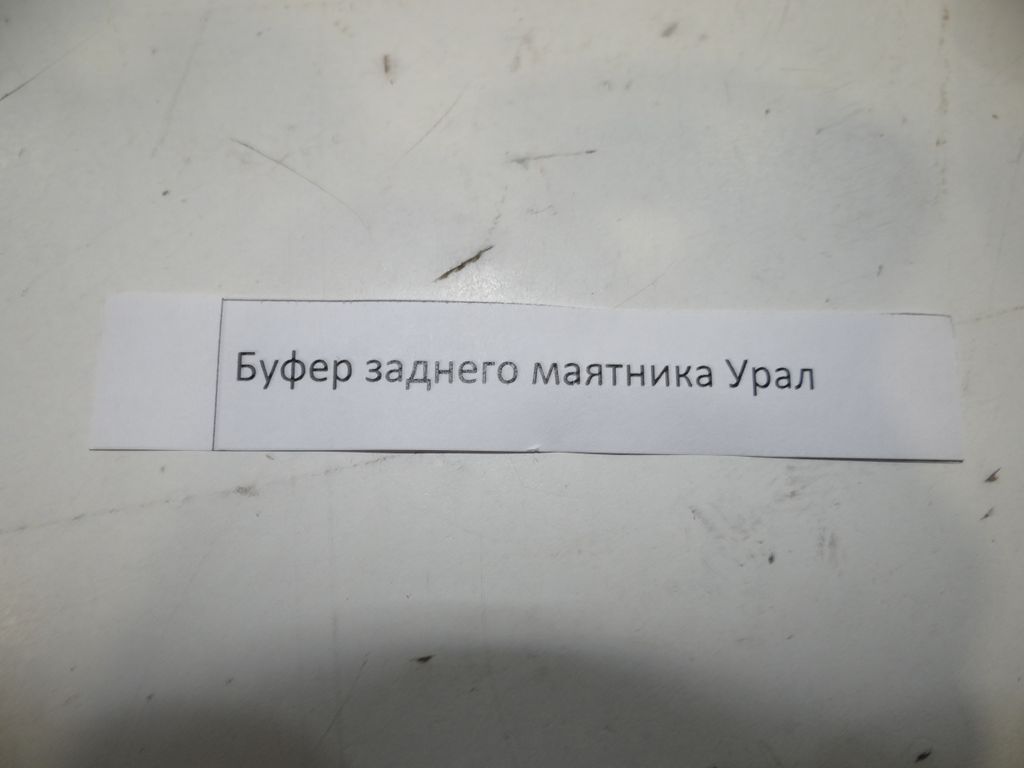 Буфер заднего маятника Урал